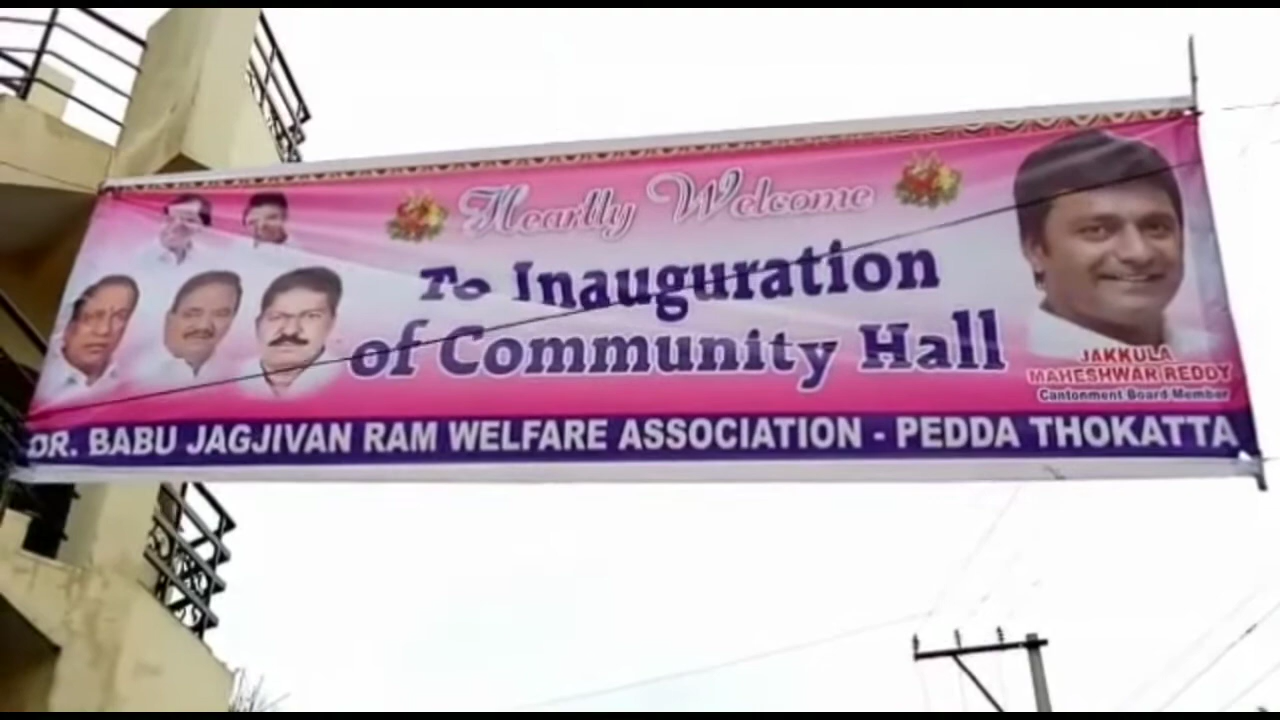 Heartly Welcome
To Inauguration
of Community Hall
JAKKULA
MAHESHWAR REDDY
Cantonment Board Member
DR. BABU JAGJIVAN RAM WELFARE ASSOCIATION - PEDDA THOKATTA